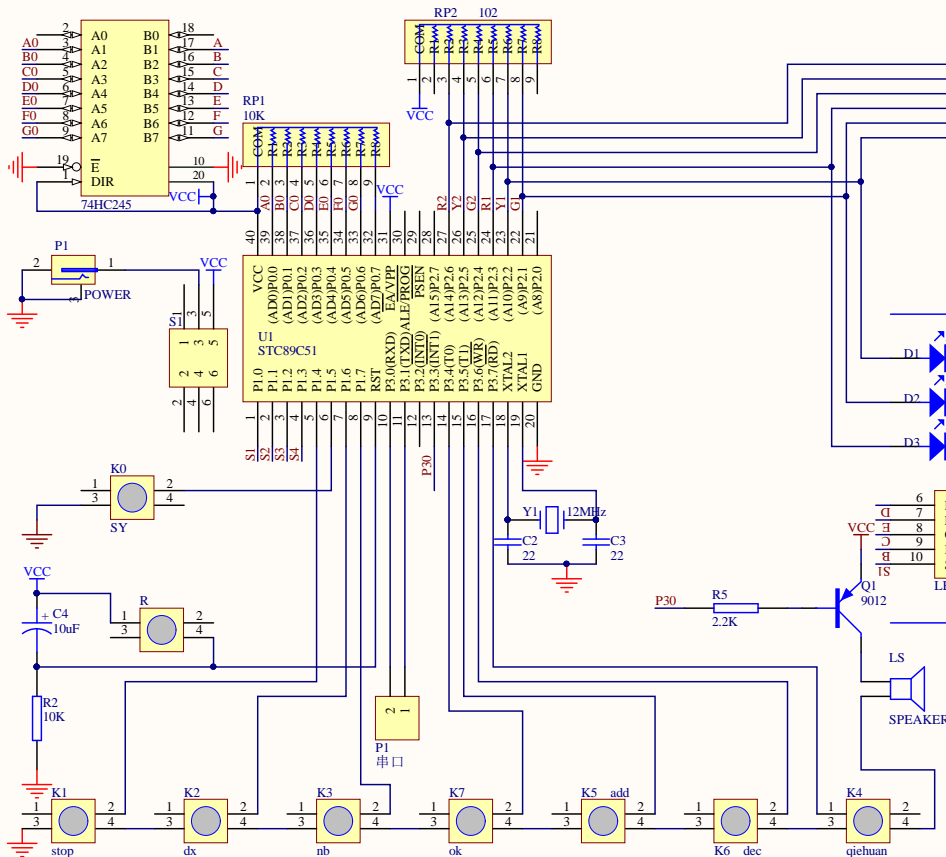 RP2 102
COM R1 R2 R3 R4 R5 R6 R7 R8
1 2 3 4 5 6 7 8 9
VCC
2 A0 B0 18
A0 3 A1 B1 17 A
B0 4 A2 B2 16 B
C0 5 A3 B3 15 C
D0 6 A4 B4 14 D
E0 7 A5 B5 13 E
F0 8 A6 B6 12 F
G0 9 A7 B7 11 G
19 E 10
1 DIR 20
VCC
74HC245
RP1
10K
COM R1 R2 R3 R4 R5 R6 R7 R8
1 2 3 4 5 6 7 8 9
A0 B0 C0 D0 E0 F0 G0
VCC
R2 Y2 G2 R1 Y1 G1
40 39 38 37 36 35 34 33 32 31 30 29 28 27 26 25 24 23 22 21
VCC (AD0)P0.0 (AD1)P0.1 (AD2)P0.2 (AD3)P0.3 (AD4)P0.4 (AD5)P0.5 (AD6)P0.6 (AD7)P0.7 EA/VPP ALE/PROG PSEN (A15)P2.7 (A14)P2.6 (A13)P2.5 (A12)P2.4 (A11)P2.3 (A10)P2.2 (A9)P2.1 (A8)P2.0
U1
STC89C51
P1.0 P1.1 P1.2 P1.3 P1.4 P1.5 P1.6 P1.7 RST P3.0(RXD) P3.1(TXD) P3.2(INT0) P3.3(INT1) P3.4(T0) P3.5(T1) P3.6(WR) P3.7(RD) XTAL2 XTAL1 GND
1 2 3 4 5 6 7 8 9 10 11 12 13 14 15 16 17 18 19 20
S1 S2 S3 S4
P30
P1
2 1
3
POWER
VCC
S1
1 3 5
1 3 5
2 4 6
2 4 6
D1
D2
D3
K0
1 2
3 4
SY
Y1 12MHz
C2
22
C3
22
6
D 7
E 8
C 9
B 10
S1
VCC
Q1
9012
P30 R5
2.2K
LS
SPEAKER
VCC
C4
+
10uF
R
1 2
3 4
R2
10K
2 1
P1
串口
K1
1 2
3 4
stop
K2
1 2
3 4
dx
K3
1 2
3 4
nb
K7
1 2
3 4
ok
K5 add
1 2
3 4
1 2
3 4
K6 dec
K4
1 2
3 4
qiehuan